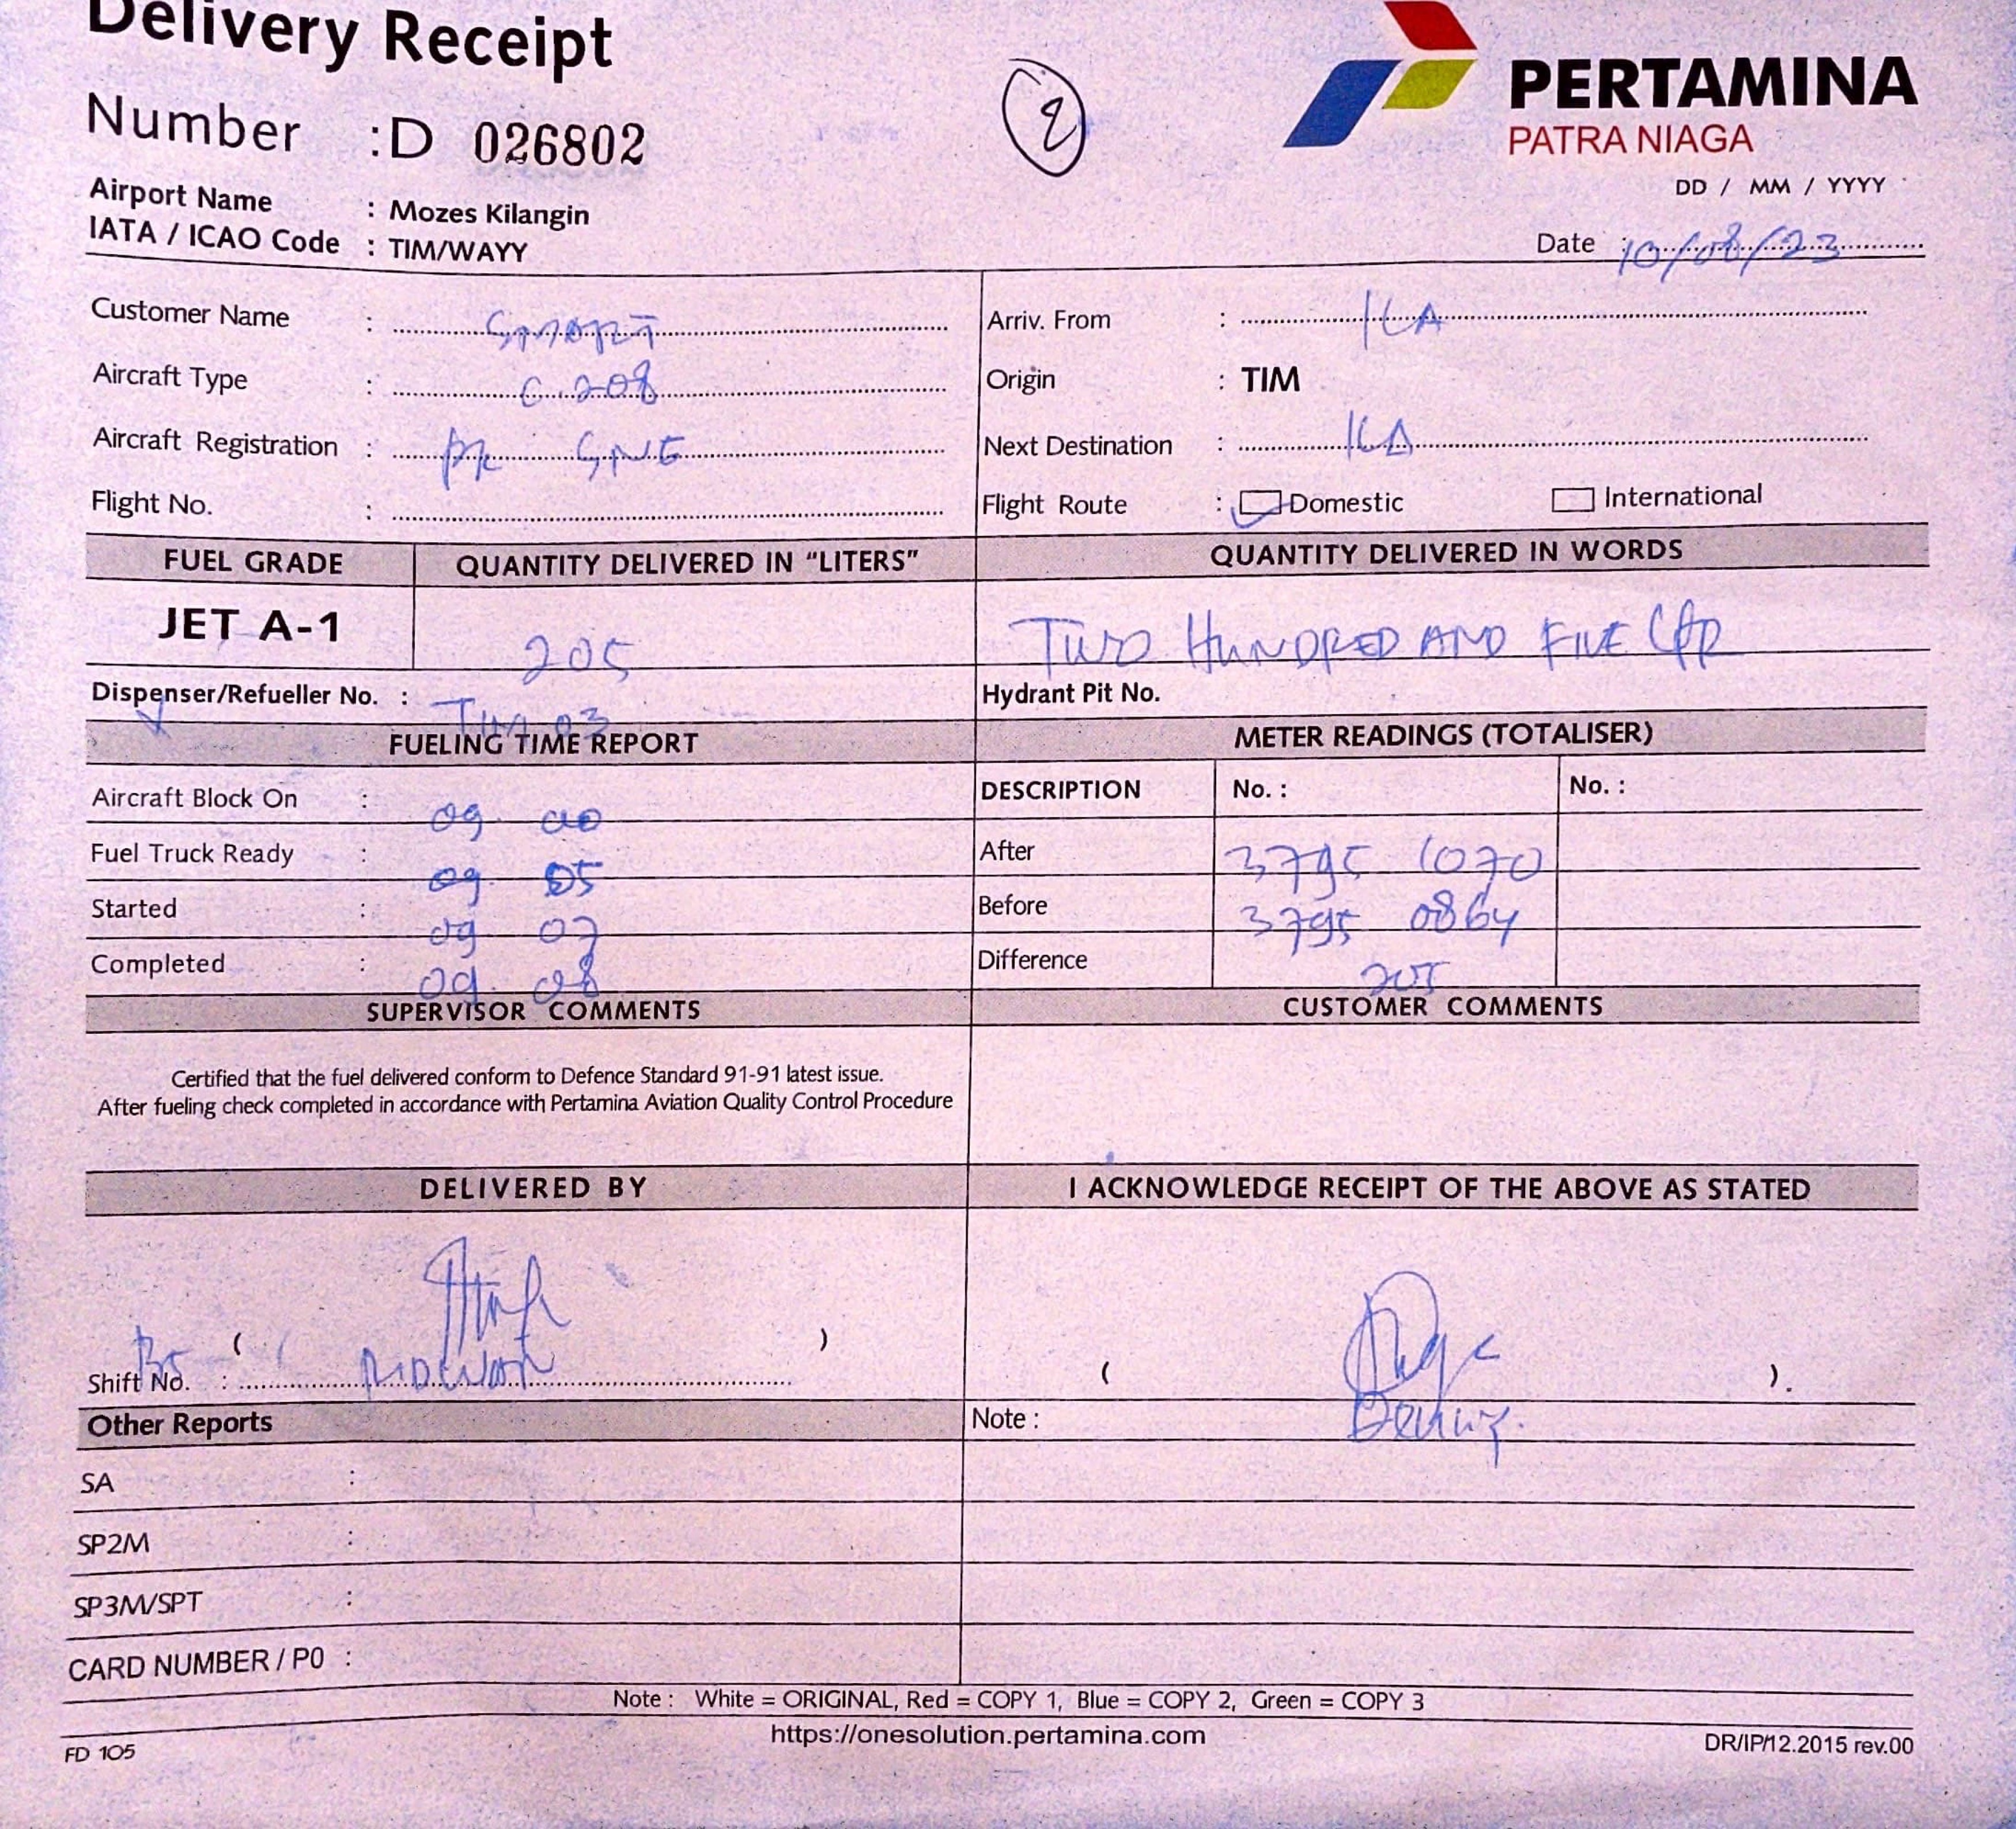 Delivery Receipt
Number : D 026802
2
PERTAMINA
PATRA NIAGA
DD / MM / YYYY
Airport Name : Mozes Kilangin
IATA / ICAO Code : TIM/WAYY
Date : 10/08/23
Customer Name : SMART
Arriv. From : ILA
Aircraft Type : C 208
Origin : TIM
Aircraft Registration : PK SNE
Next Destination : ILA
Flight No. :
Flight Route : Domestic International
FUEL GRADE QUANTITY DELIVERED IN “LITERS” QUANTITY DELIVERED IN WORDS
JET A-1 205 TWO HUNDRED AND FIVE LTR
Dispenser/Refueller No. : TIM 03 Hydrant Pit No.
FUELING TIME REPORT METER READINGS (TOTALISER)
Aircraft Block On : 09 00
DESCRIPTION No. : No. :
Fuel Truck Ready : 09 05
After 3795 1070
Started : 09 07
Before 3795 0864
Completed : 09 08
Difference 205
SUPERVISOR COMMENTS CUSTOMER COMMENTS
Certified that the fuel delivered conform to Defence Standard 91-91 latest issue.
After fueling check completed in accordance with Pertamina Aviation Quality Control Procedure
DELIVERED BY I ACKNOWLEDGE RECEIPT OF THE ABOVE AS STATED
( ) ( ).
Shift No. : RIDWAN
Other Reports Note : Denny.
SA :
SP2M :
SP3M/SPT :
CARD NUMBER / P0 :
Note : White = ORIGINAL, Red = COPY 1, Blue = COPY 2, Green = COPY 3
https://onesolution.pertamina.com
FD 105 DR/IP/12.2015 rev.00